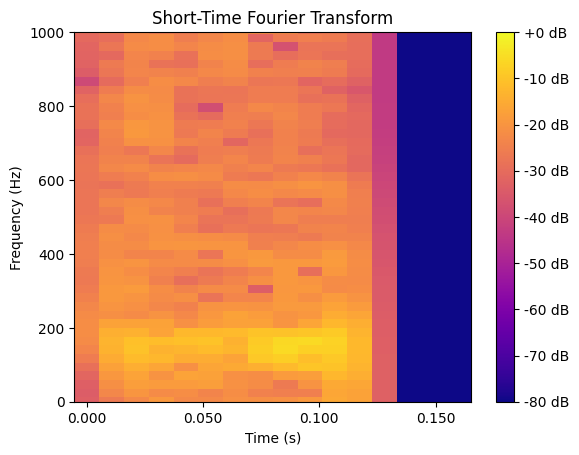 Short-Time Fourier Transform
Frequency (Hz)
1000
800
600
400
200
0
0.000
0.050
0.100
0.150
Time (s)
+0 dB
-10 dB
-20 dB
-30 dB
-40 dB
-50 dB
-60 dB
-70 dB
-80 dB